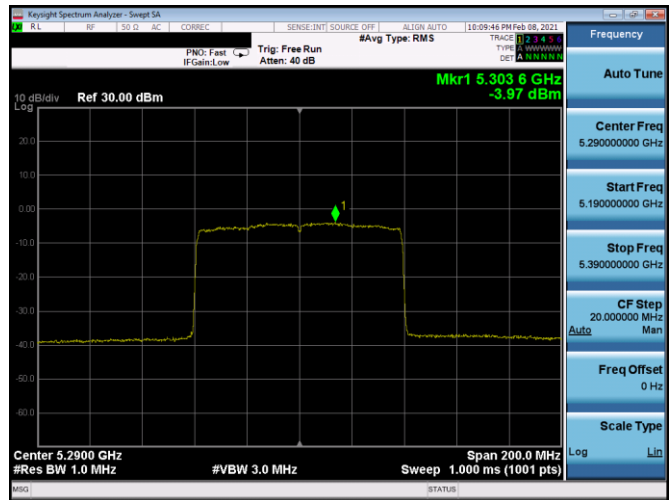 Keysight Spectrum Analyzer - Swept SA
RL RF 50 Ω AC CORREC SENSE:INT SOURCE OFF ALIGN AUTO 10:09:46 PM Feb 08, 2021
#Avg Type: RMS
TRACE 1 2 3 4 5 6
PNO: Fast Trig: Free Run
TYPE A WWWWW
IFGain:Low Atten: 40 dB
DET A N N N N N
Mkr1 5.303 6 GHz
-3.97 dBm
10 dB/div Ref 30.00 dBm
Log
20.0
10.0
0.00
-10.0
-20.0
-30.0
-40.0
-50.0
-60.0
1
Center 5.2900 GHz Span 200.0 MHz
#Res BW 1.0 MHz #VBW 3.0 MHz Sweep 1.000 ms (1001 pts)
MSG STATUS
Frequency
Auto Tune
Center Freq
5.290000000 GHz
Start Freq
5.190000000 GHz
Stop Freq
5.390000000 GHz
CF Step
20.000000 MHz
Auto Man
Freq Offset
0 Hz
Scale Type
Log Lin